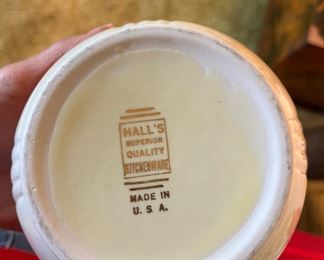 HALL'S
SUPERIOR
QUALITY
KITCHENWARE
MADE IN
U. S. A.